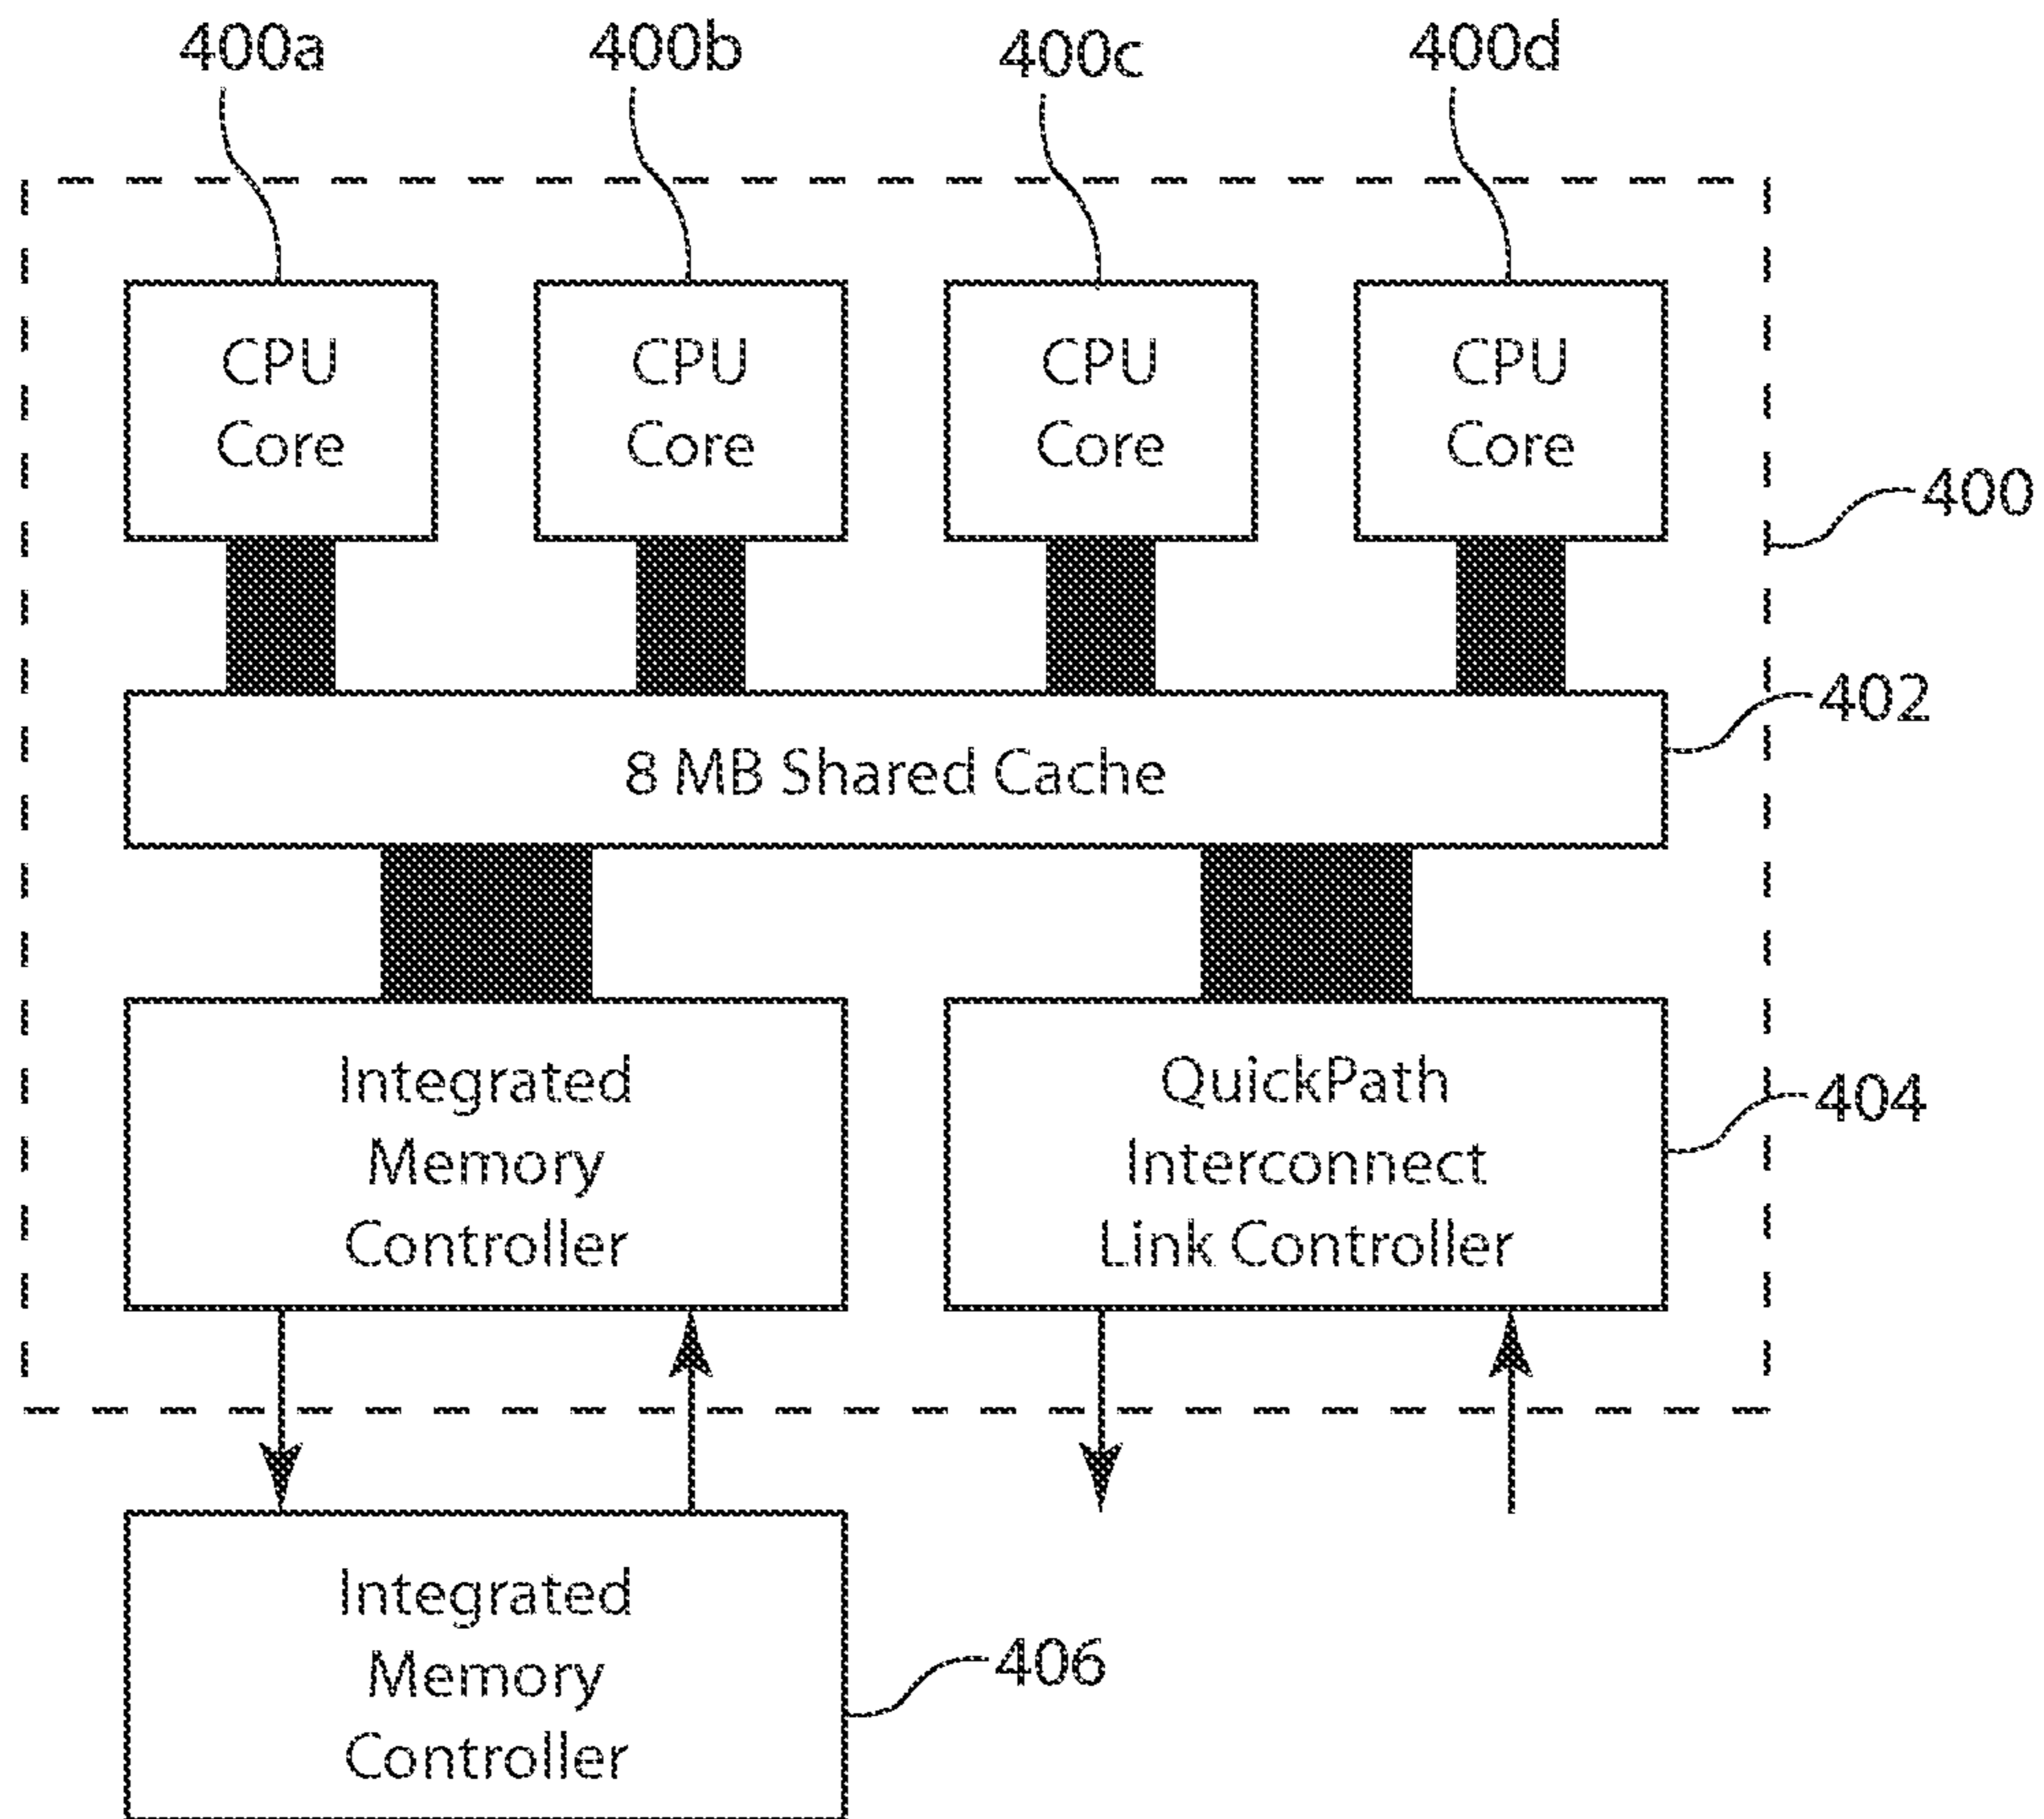 400a 400b 400c 400d
CPU CPU CPU CPU
Core Core Core Core
400
402
8 MB Shared Cache
Integrated QuickPath
404
Memory Interconnect
Controller Link Controller
Integrated
406
Memory
Controller